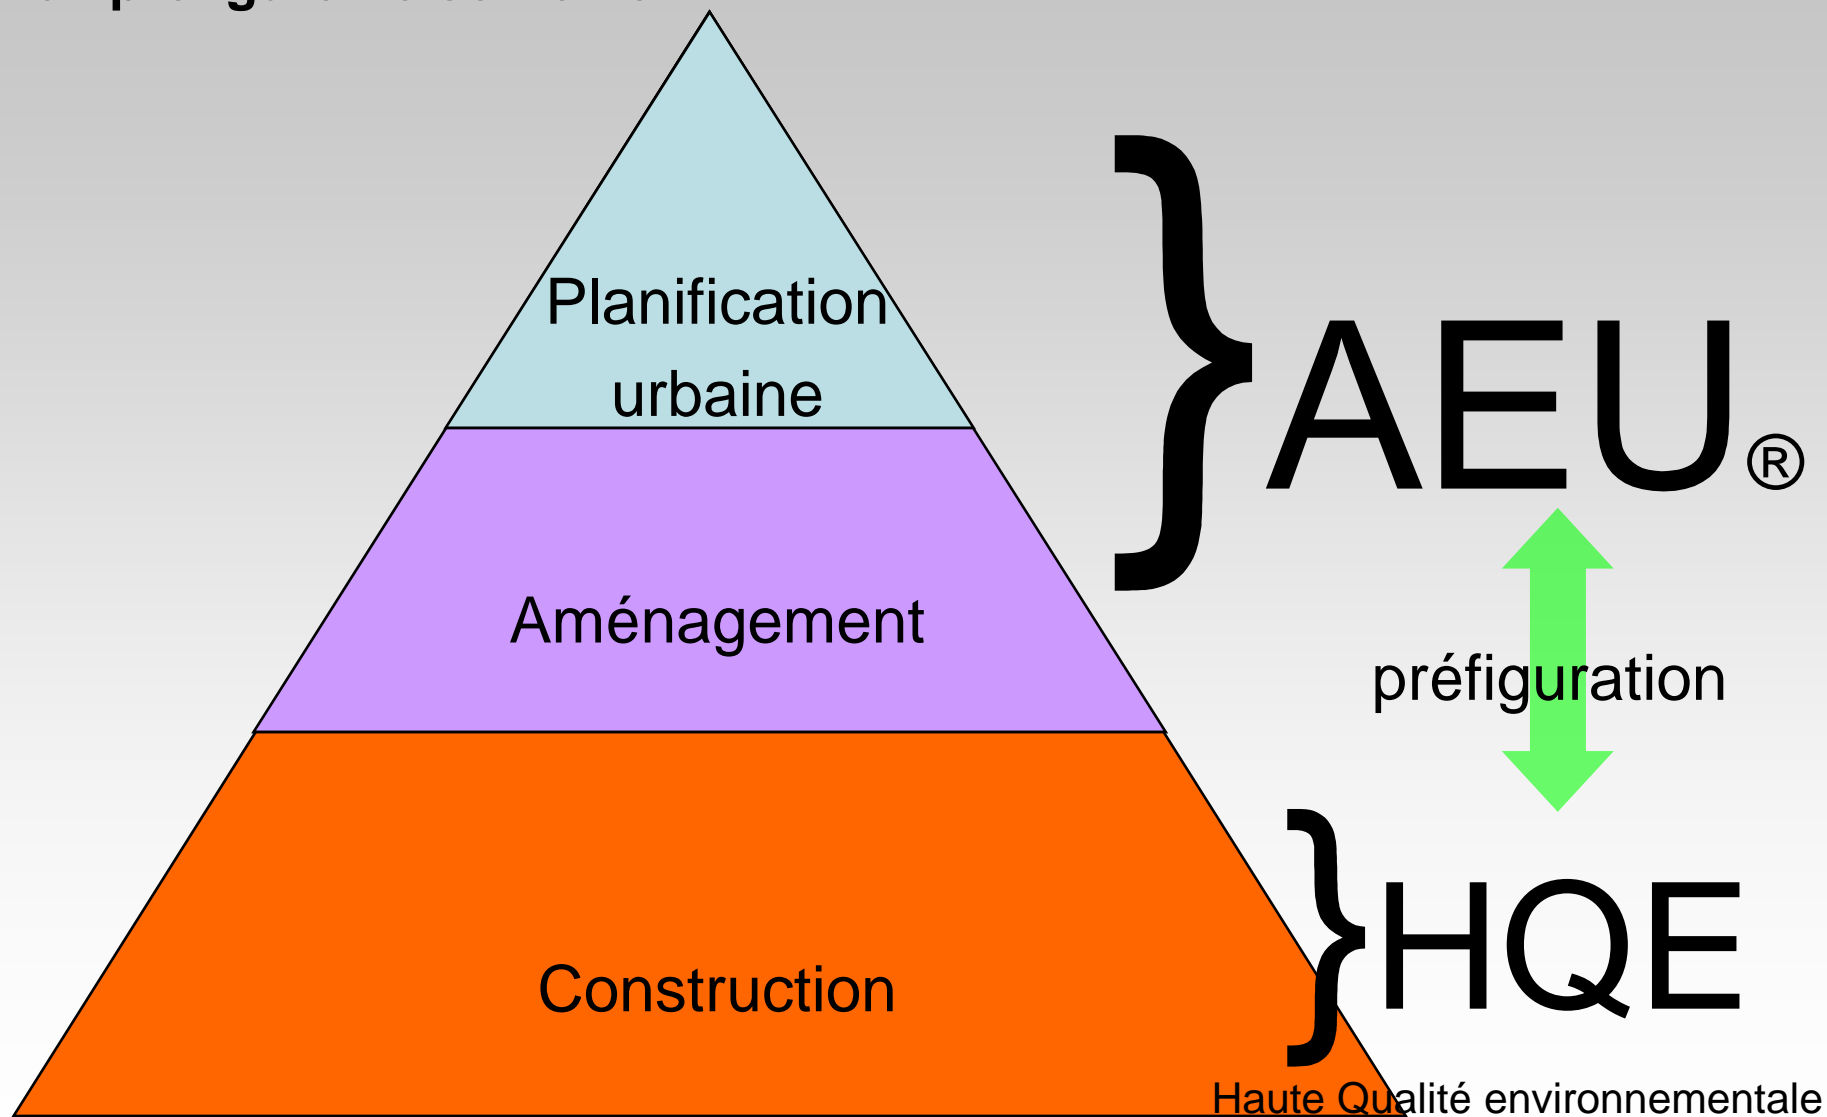 Planification
urbaine
Aménagement
Construction
} AEU®
préfiguration
} HQE
Haute Qualité environnementale